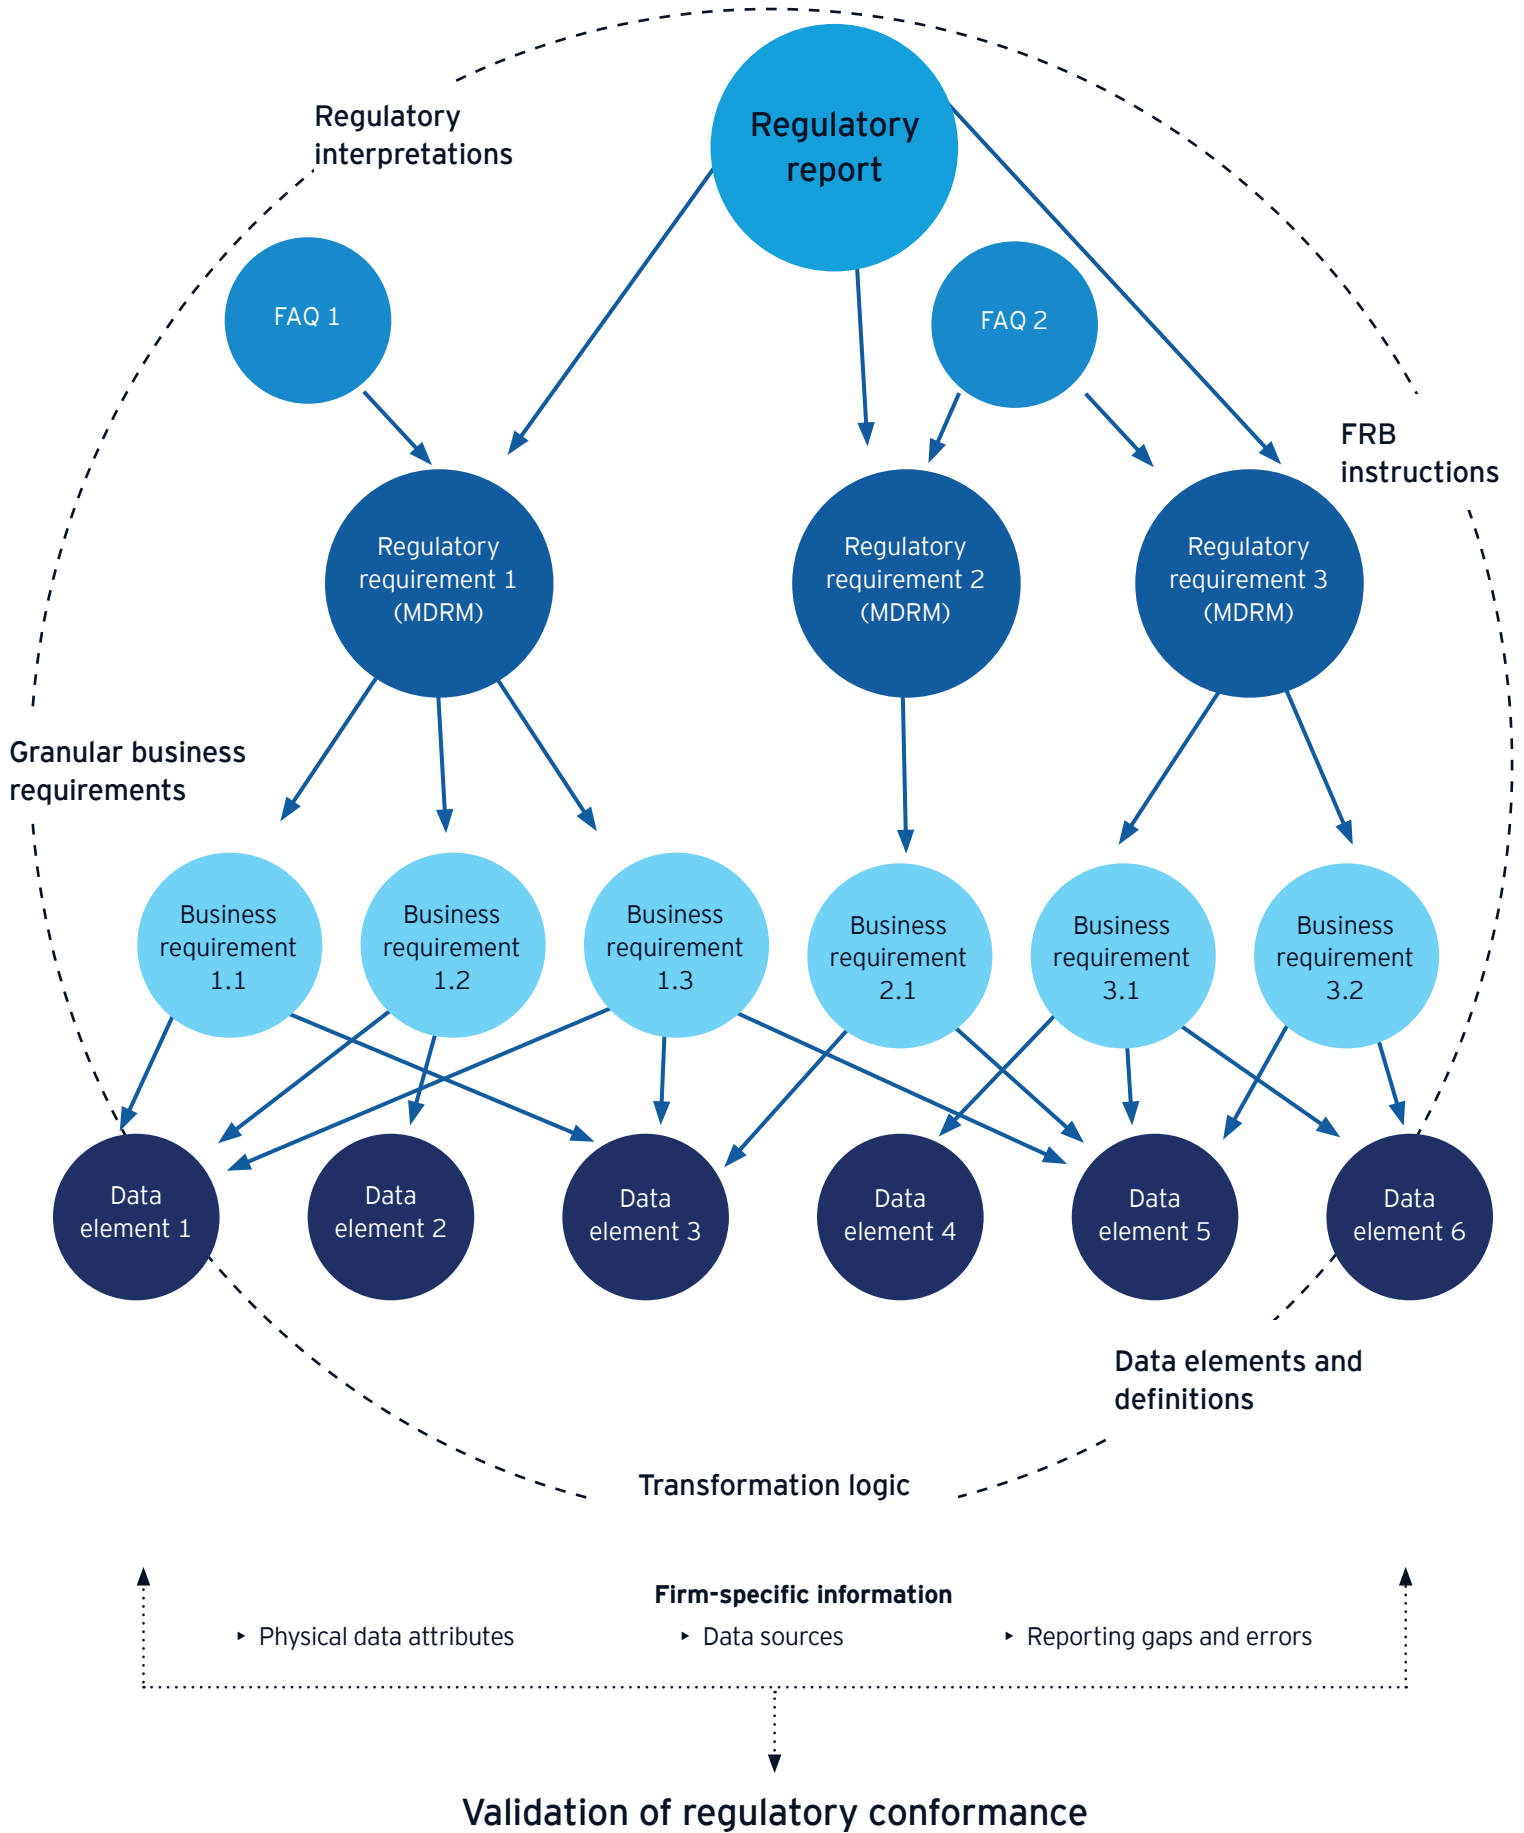 Regulatory
report
Regulatory
interpretations
FAQ 1
FAQ 2
FRB
instructions
Regulatory
requirement 1
(MDRM)
Regulatory
requirement 2
(MDRM)
Regulatory
requirement 3
(MDRM)
Granular business
requirements
Business
requirement
1.1
Business
requirement
1.2
Business
requirement
1.3
Business
requirement
2.1
Business
requirement
3.1
Business
requirement
3.2
Data
element 1
Data
element 2
Data
element 3
Data
element 4
Data
element 5
Data
element 6
Data elements and
definitions
Transformation logic
Firm-specific information
‣ Physical data attributes
‣ Data sources
‣ Reporting gaps and errors
Validation of regulatory conformance